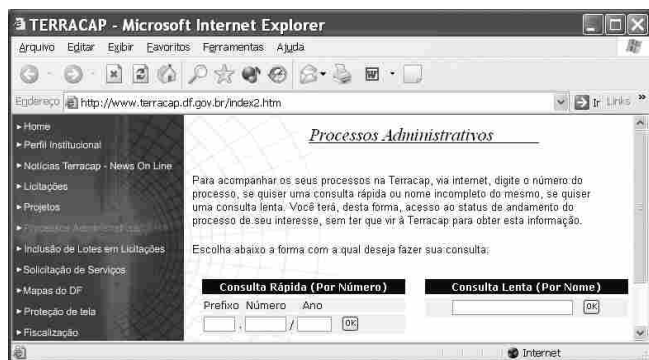 TERRACAP - Microsoft Internet Explorer
Arquivo Editar Exibir Favoritos Ferramentas Ajuda
Endereço http://www.terracap.df.gov.br/index2.htm Ir Links »
Home
Perfil Institucional
Notícias Terracap - News On Line
Licitações
Projetos
Processos Administrativos
Inclusão de Lotes em Licitações
Solicitação de Serviços
Mapas do DF
Proteção de tela
Fiscalização
Processos Administrativos
Para acompanhar os seus processos na Terracap, via internet, digite o número do
processo, se quiser uma consulta rápida ou nome incompleto do mesmo, se quiser
uma consulta lenta. Você terá, desta forma, acesso ao status de andamento do
processo de seu interesse, sem ter que vir à Terracap para obter esta informação.
Escolha abaixo a forma com a qual deseja fazer sua consulta:
Consulta Rápida (Por Número)
Prefixo Número Ano
. / OK
Consulta Lenta (Por Nome)
OK
Internet